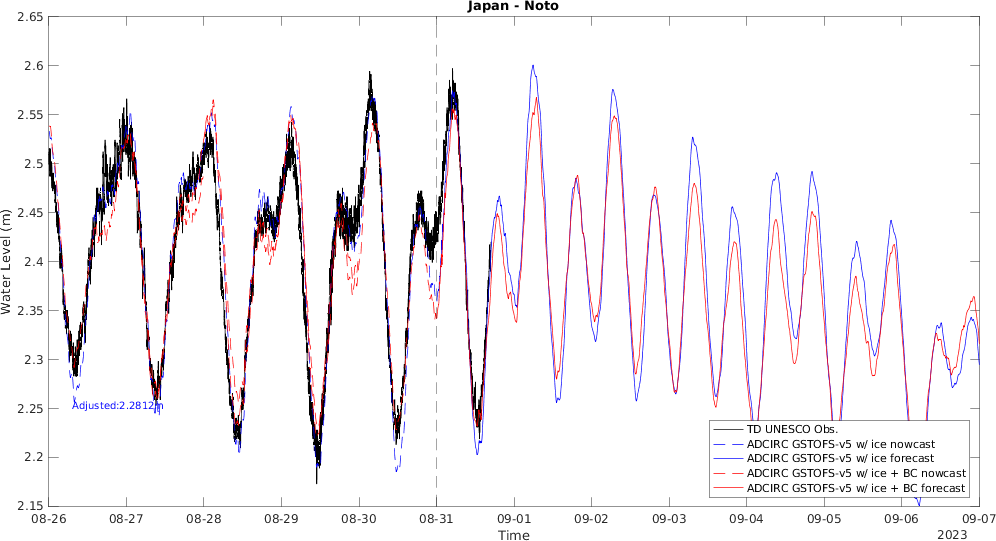 Japan - Noto
2.65
2.6
2.55
2.5
2.45
2.4
2.35
2.3
2.25
2.2
2.15
Water Level (m)
Adjusted:2.2812m
TD UNESCO Obs.
ADCIRC GSTOFS-v5 w/ ice nowcast
ADCIRC GSTOFS-v5 w/ ice forecast
ADCIRC GSTOFS-v5 w/ ice + BC nowcast
ADCIRC GSTOFS-v5 w/ ice + BC forecast
08-26 08-27 08-28 08-29 08-30 08-31 09-01 09-02 09-03 09-04 09-05 09-06 09-07
Time
2023